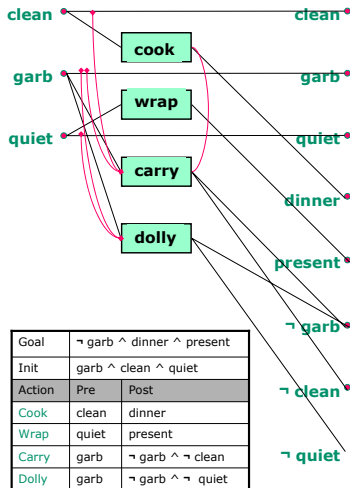 clean clean
cook
garb garb
wrap
quiet quiet
carry
dinner
dolly
present
¬ garb
¬ clean
¬ quiet
Goal ¬ garb ^ dinner ^ present
Init garb ^ clean ^ quiet
Action Pre Post
Cook clean dinner
Wrap quiet present
Carry garb ¬ garb ^ ¬ clean
Dolly garb ¬ garb ^ ¬ quiet